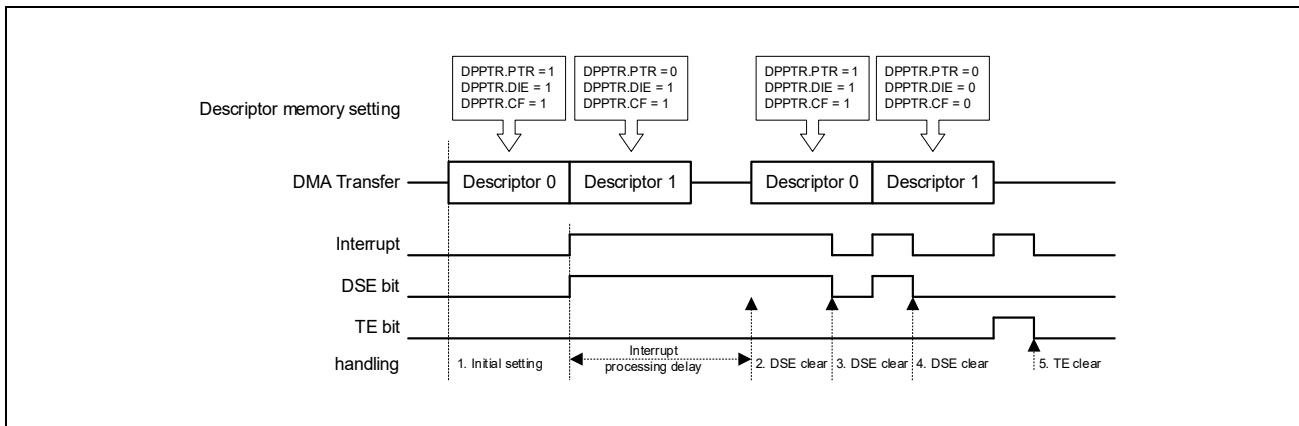 DPPTR.PTR = 1
DPPTR.DIE = 1
DPPTR.CF = 1
DPPTR.PTR = 0
DPPTR.DIE = 1
DPPTR.CF = 1
DPPTR.PTR = 1
DPPTR.DIE = 1
DPPTR.CF = 1
DPPTR.PTR = 0
DPPTR.DIE = 0
DPPTR.CF = 0
Descriptor memory setting
DMA Transfer
Descriptor 0
Descriptor 1
Descriptor 0
Descriptor 1
Interrupt
DSE bit
TE bit
handling
1. Initial setting
Interrupt
processing delay
2. DSE clear
3. DSE clear
4. DSE clear
5. TE clear